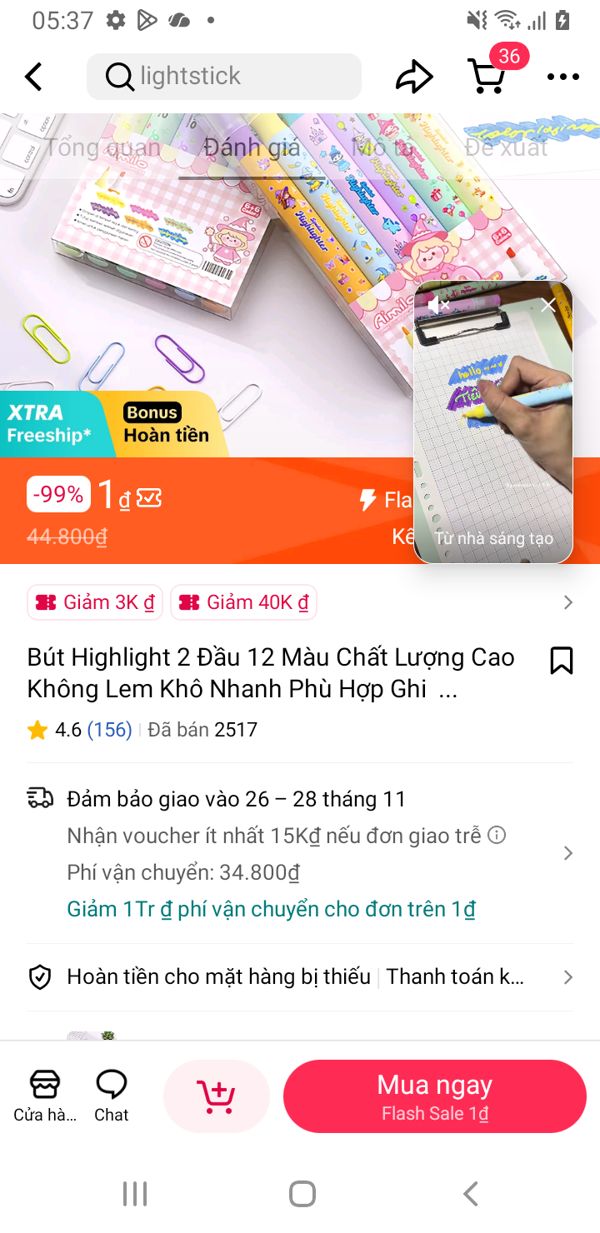 05:37
lightstick
36
Tổng quan Đánh giá Mô tả Đề xuất
Highlighter
Highlighter
Highlighter
Aimilo
XTRA
Freeship*
Bonus
Hoàn tiền
hello
-99% 1đ
44.800₫
Fla
Kế
Từ nhà sáng tạo
Giảm 3K ₫ Giảm 40K ₫
Bút Highlight 2 Đầu 12 Màu Chất Lượng Cao
Không Lem Khô Nhanh Phù Hợp Ghi ...
4.6 (156) Đã bán 2517
Đảm bảo giao vào 26 – 28 tháng 11
Nhận voucher ít nhất 15K₫ nếu đơn giao trễ
Phí vận chuyển: 34.800₫
Giảm 1Tr ₫ phí vận chuyển cho đơn trên 1₫
Hoàn tiền cho mặt hàng bị thiếu Thanh toán k...
Mua ngay
Flash Sale 1₫
Cửa hà... Chat